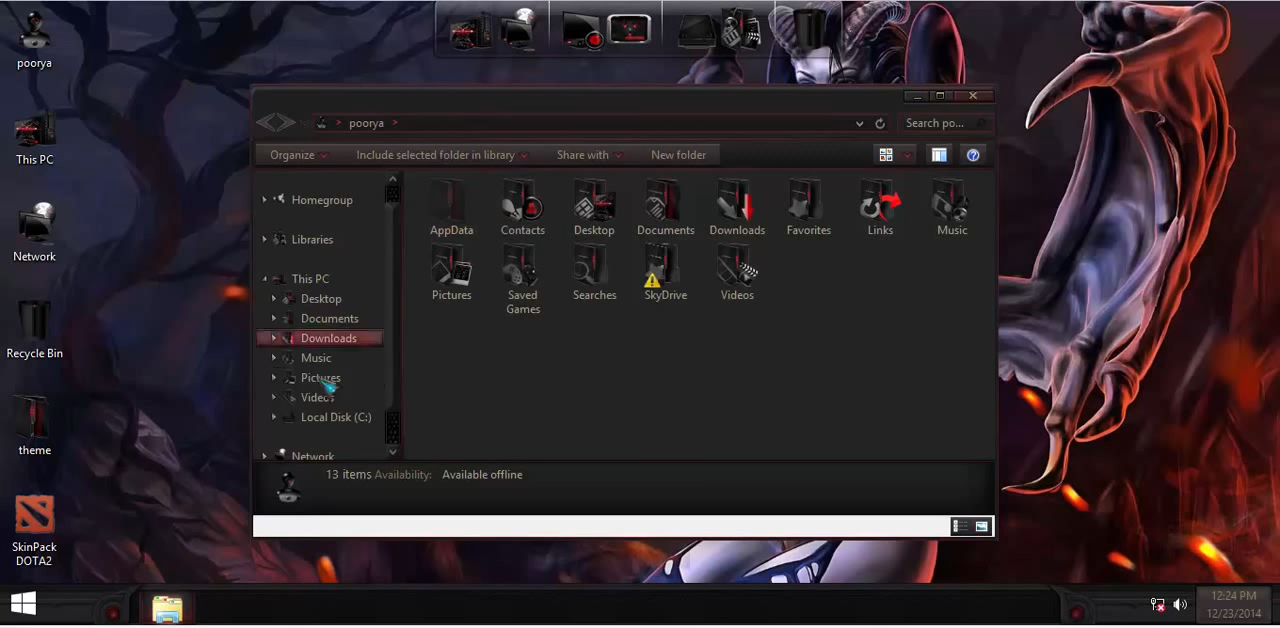 poorya
This PC
Network
Recycle Bin
theme
SkinPack
DOTA2
poorya
Search po...
Organize
Include selected folder in library
Share with
New folder
Homegroup
Libraries
This PC
Desktop
Documents
Downloads
Music
Pictures
Videos
Local Disk (C:)
Network
AppData
Contacts
Desktop
Documents
Downloads
Favorites
Links
Music
Pictures
Saved
Games
Searches
SkyDrive
Videos
13 items Availability: Available offline
12:24 PM
12/23/2014